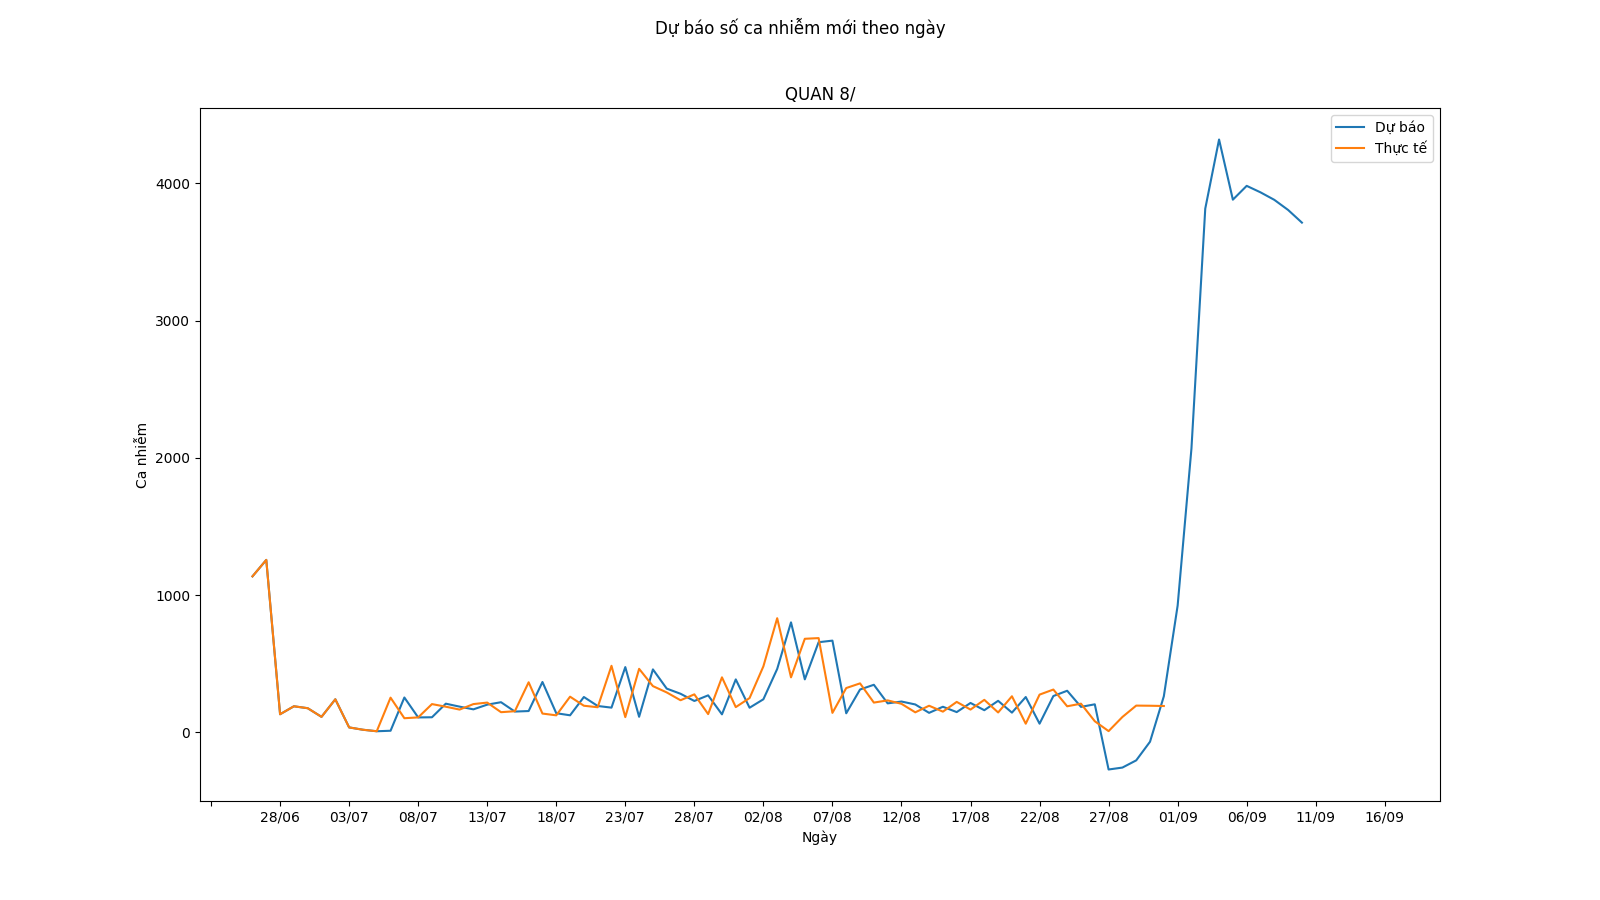 Dự báo số ca nhiễm mới theo ngày
QUAN 8/
Dự báo
Thực tế
4000
3000
2000
1000
0
Ca nhiễm
28/06 03/07 08/07 13/07 18/07 23/07 28/07 02/08 07/08 12/08 17/08 22/08 27/08 01/09 06/09 11/09 16/09
Ngày